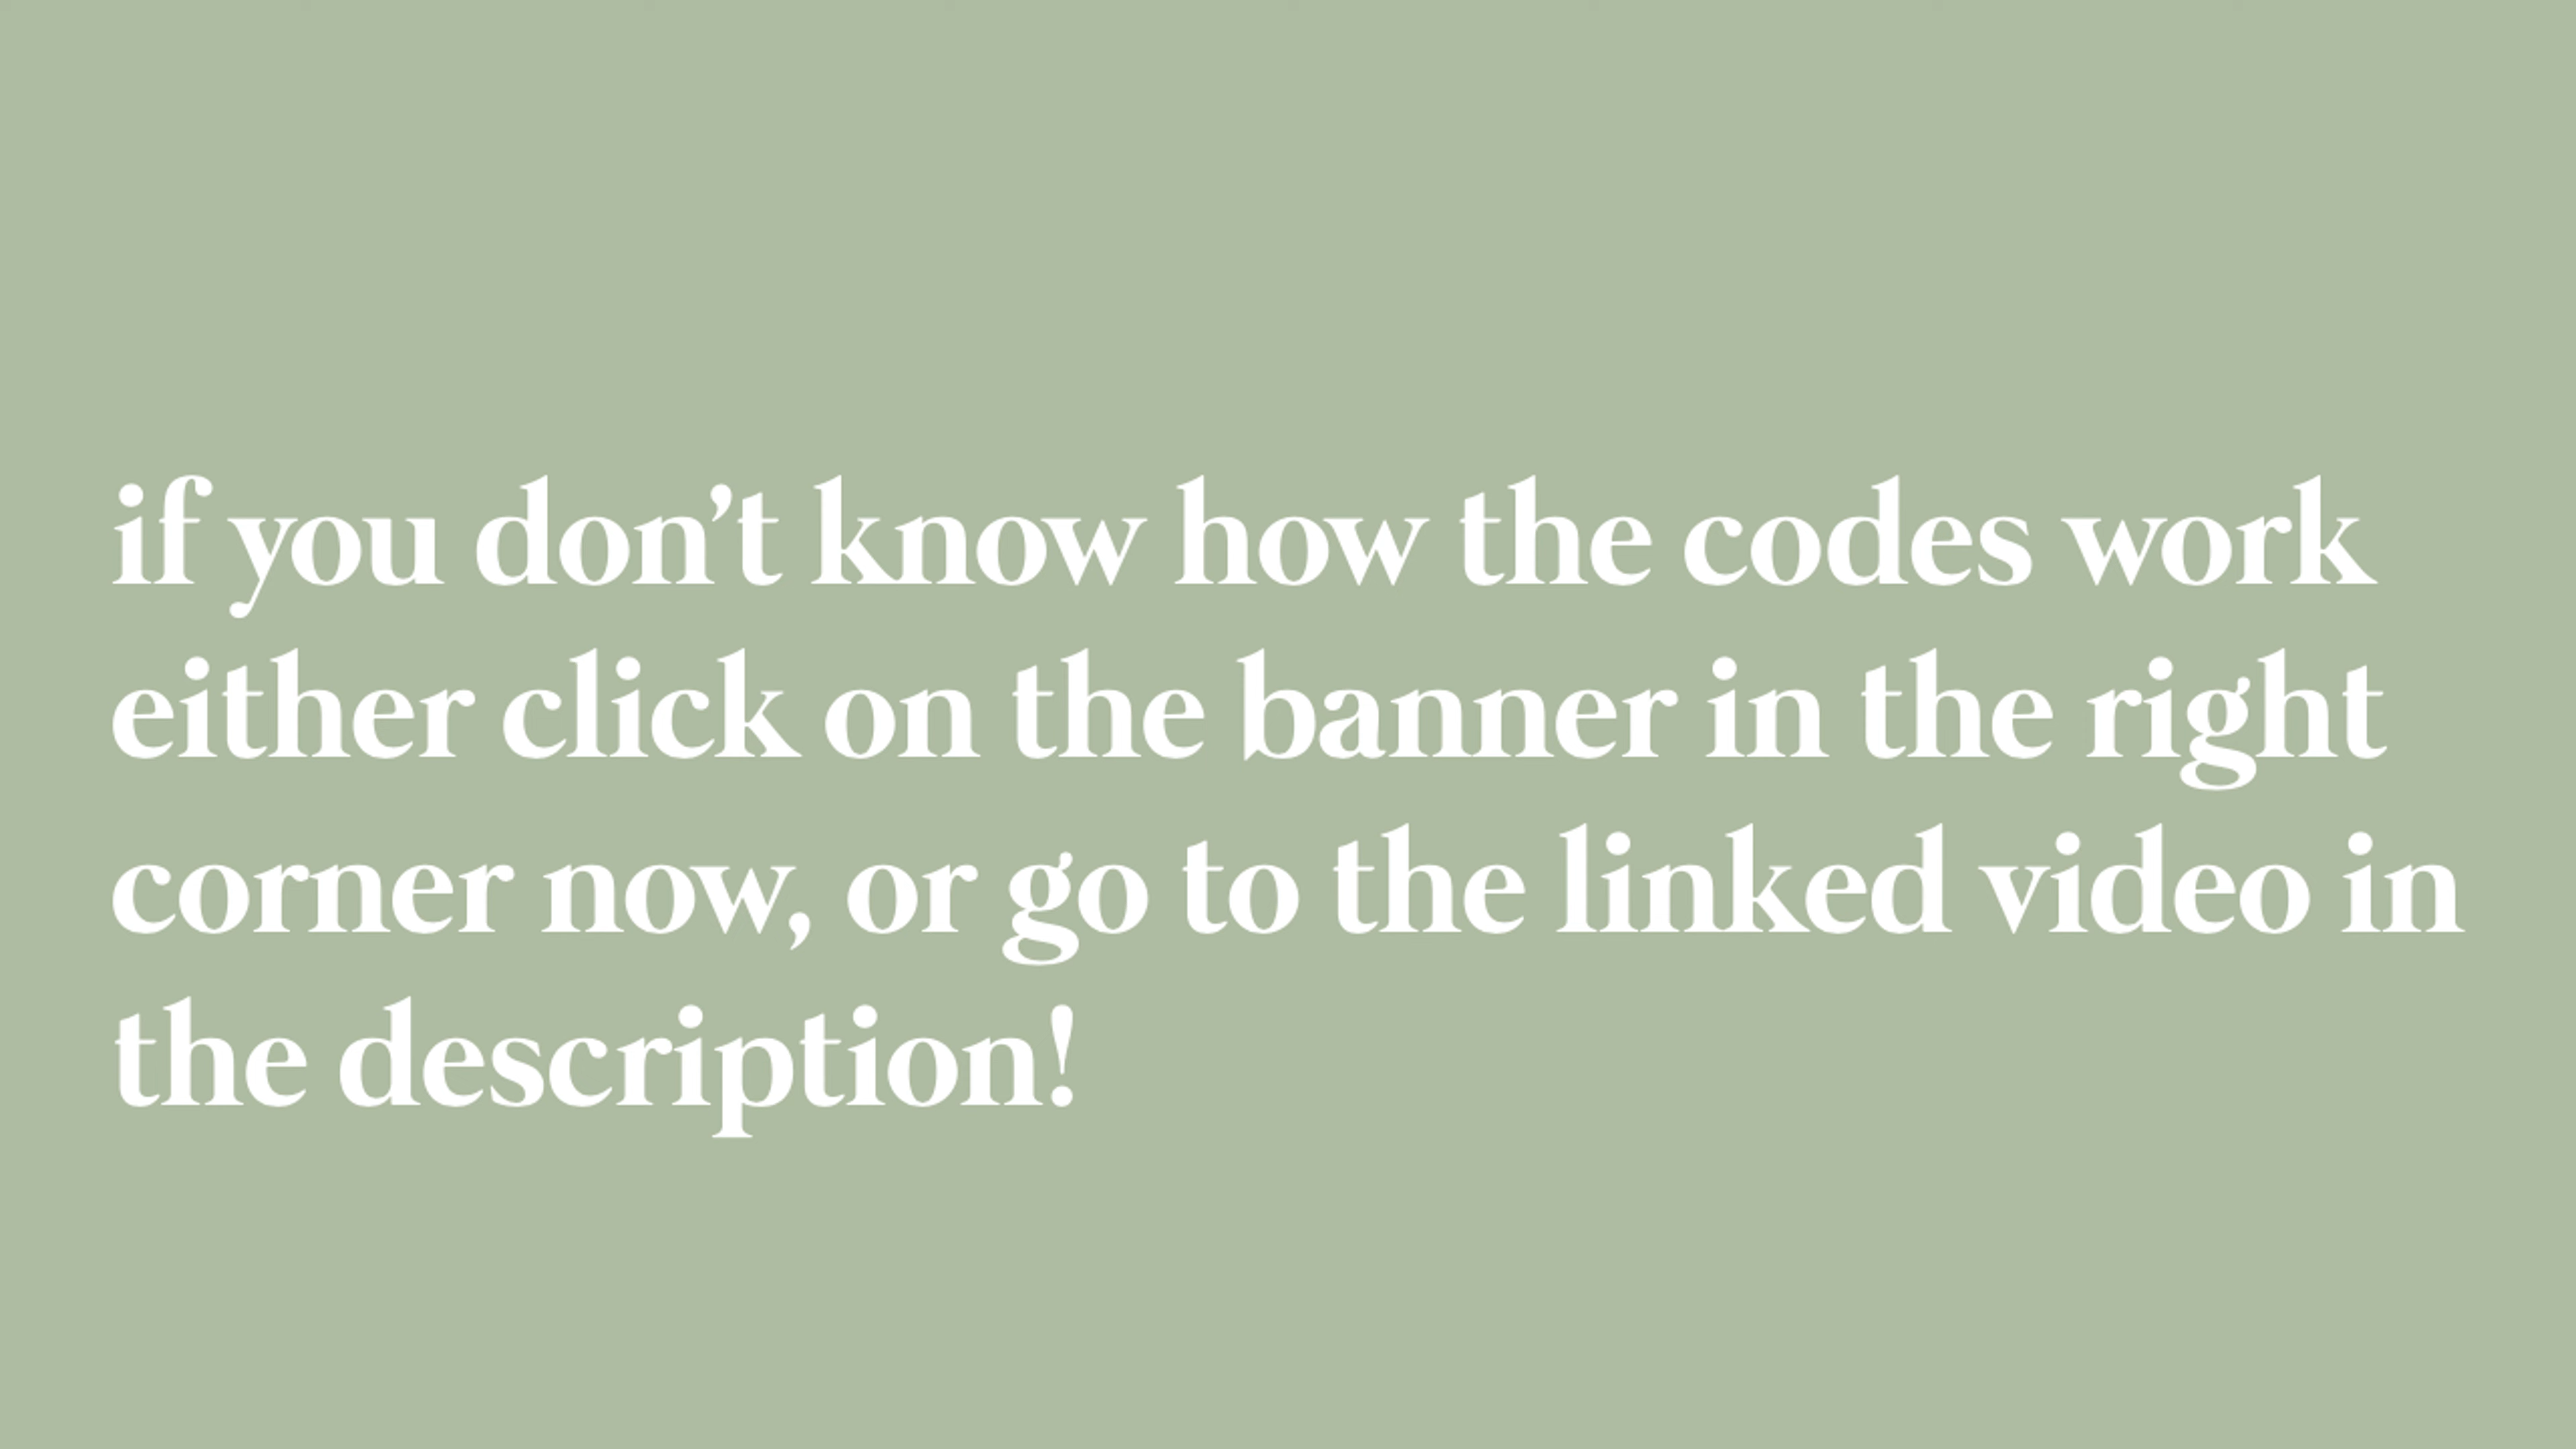 if you don’t know how the codes work
either click on the banner in the right
corner now, or go to the linked video in
the description!